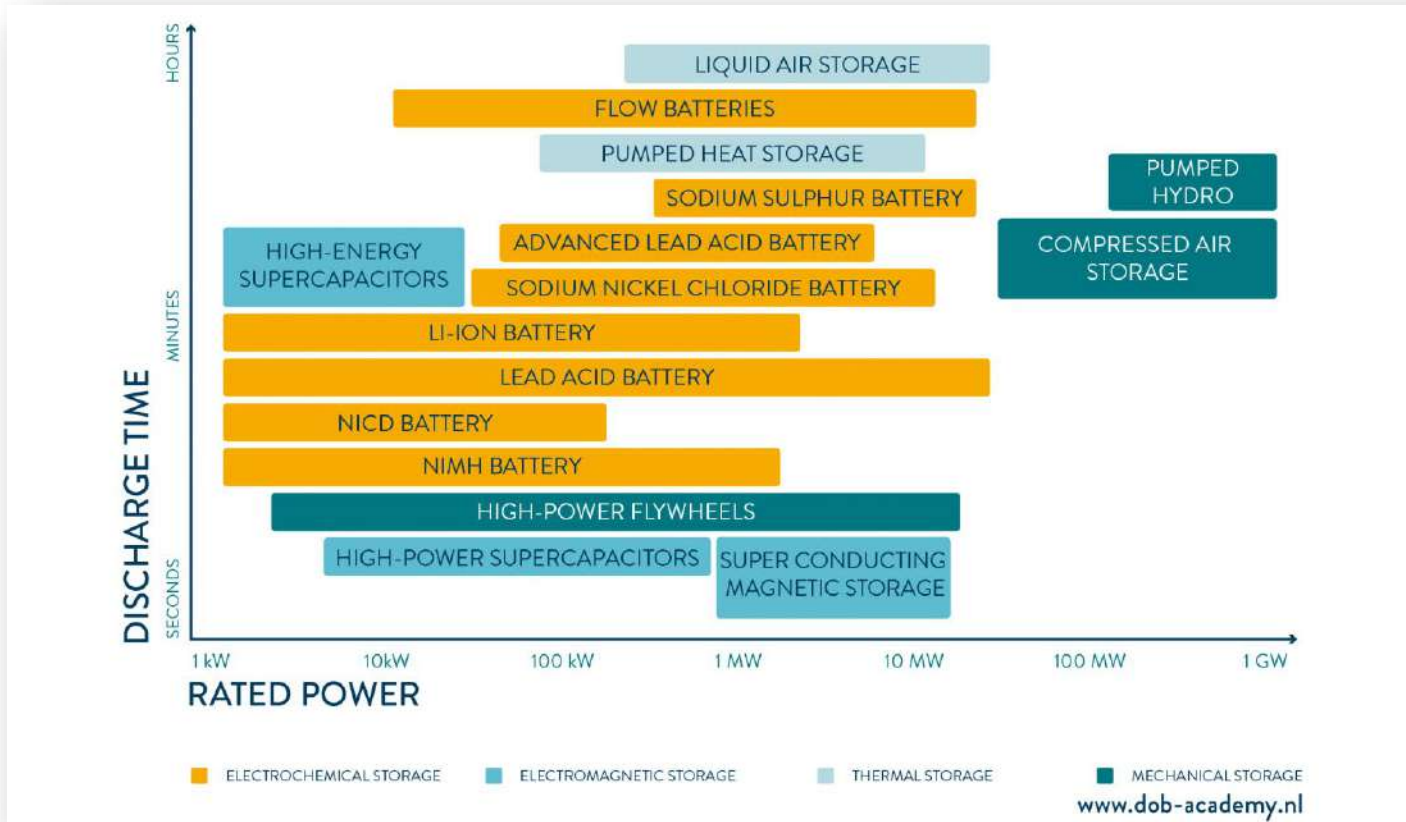 HOURS
LIQUID AIR STORAGE
FLOW BATTERIES
PUMPED HEAT STORAGE
PUMPED
HYDRO
SODIUM SULPHUR BATTERY
HIGH-ENERGY
SUPERCAPACITORS
ADVANCED LEAD ACID BATTERY
COMPRESSED AIR
STORAGE
SODIUM NICKEL CHLORIDE BATTERY
MINUTES
LI-ION BATTERY
LEAD ACID BATTERY
DISCHARGE TIME
NICD BATTERY
NIMH BATTERY
HIGH-POWER FLYWHEELS
HIGH-POWER SUPERCAPACITORS
SUPER CONDUCTING
MAGNETIC STORAGE
SECONDS
1 kW 10kW 100 kW 1 MW 10 MW 100 MW 1 GW
RATED POWER
ELECTROCHEMICAL STORAGE ELECTROMAGNETIC STORAGE THERMAL STORAGE MECHANICAL STORAGE
www.dob-academy.nl